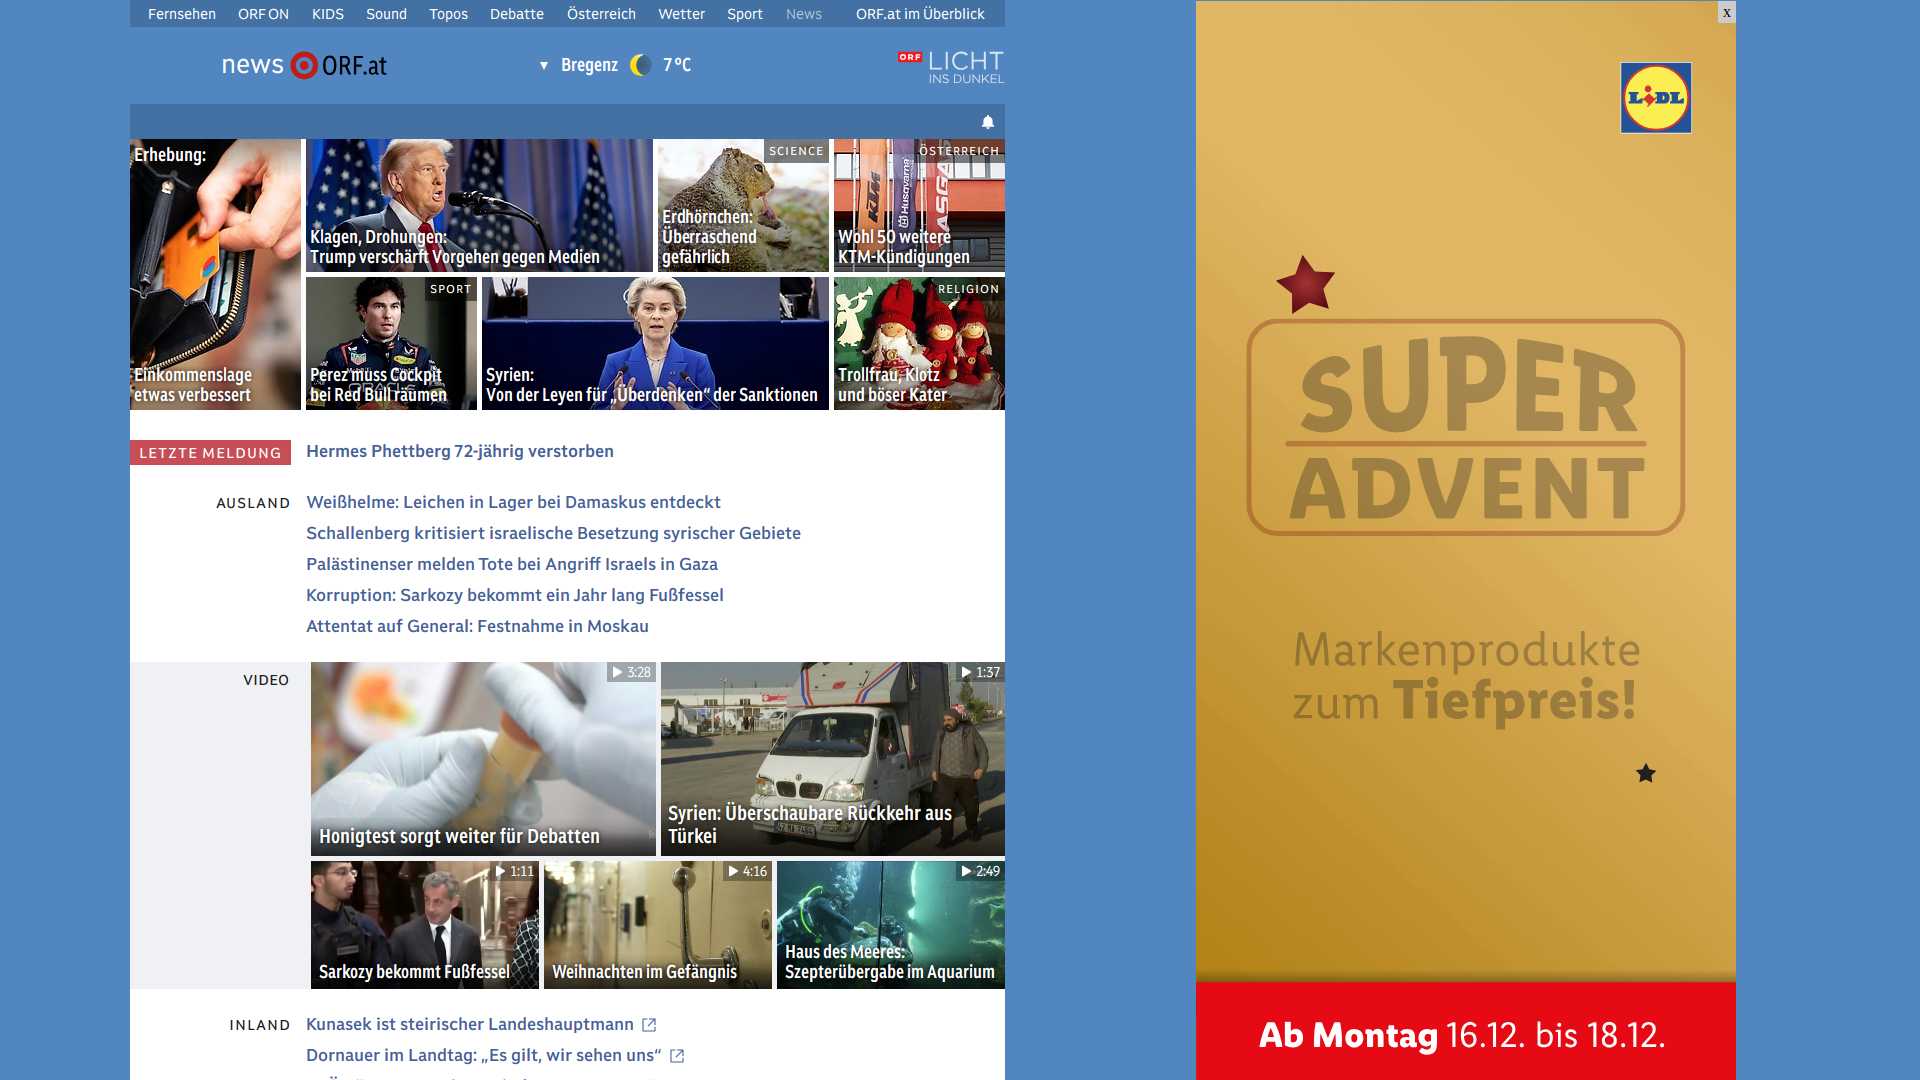 Fernsehen ORF ON KIDS Sound Topos Debatte Österreich Wetter Sport News ORF.at im Überblick
news ORF.at
Bregenz 7 °C
ORF LICHT
INS DUNKEL
Erhebung:
Einkommenslage
etwas verbessert
Klagen, Drohungen:
Trump verschärft Vorgehen gegen Medien
SCIENCE
Erdhörnchen:
Überraschend
gefährlich
ÖSTERREICH
KTM
Husqvarna
GASGA
Wohl 50 weitere
KTM-Kündigungen
SPORT
Perez muss Cockpit
bei Red Bull räumen
Syrien:
Von der Leyen für „Überdenken“ der Sanktionen
RELIGION
Trollfrau, Klotz
und böser Kater
LETZTE MELDUNG
Hermes Phettberg 72-jährig verstorben
AUSLAND
Weißhelme: Leichen in Lager bei Damaskus entdeckt
Schallenberg kritisiert israelische Besetzung syrischer Gebiete
Palästinenser melden Tote bei Angriff Israels in Gaza
Korruption: Sarkozy bekommt ein Jahr lang Fußfessel
Attentat auf General: Festnahme in Moskau
VIDEO
3:28
Honigtest sorgt weiter für Debatten
1:37
Syrien: Überschaubare Rückkehr aus
Türkei
1:11
Sarkozy bekommt Fußfessel
4:16
Weihnachten im Gefängnis
2:49
Haus des Meeres:
Szepterübergabe im Aquarium
INLAND
Kunasek ist steirischer Landeshauptmann
Dornauer im Landtag: „Es gilt, wir sehen uns“
x
LIDL
SUPER
ADVENT
Markenprodukte
zum Tiefpreis!
Ab Montag 16.12. bis 18.12.